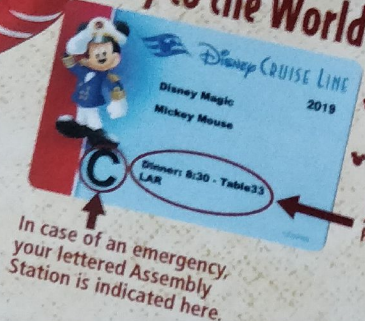 to the World
Disney CRUISE LINE
Disney Magic 2019
Mickey Mouse
C
Dinner: 8:30 - Table33
LAR
In case of an emergency,
your lettered Assembly
Station is indicated here.